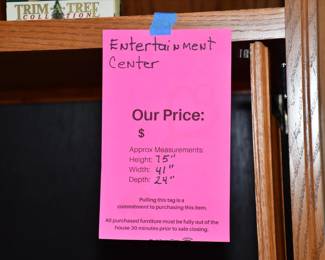 TRIM·A·TREE
COLLECTION
Entertainment
Center
Our Price:
$
Approx Measurements:
Height: 75"
Width: 41"
Depth: 24"
Pulling this tag is a
commitment to purchasing this item.
All purchased furniture must be fully out of the
house 30 minutes prior to sale closing.